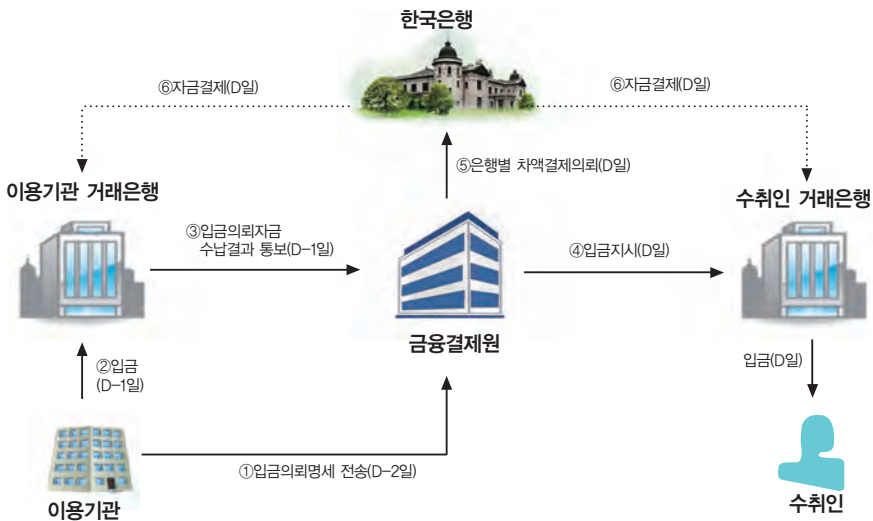 한국은행
⑥자금결제(D일)
⑥자금결제(D일)
⑤은행별 차액결제의뢰(D일)
이용기관 거래은행
수취인 거래은행
③입금의뢰자금
수납결과 통보(D-1일)
④입금지시(D일)
금융결제원
②입금
(D-1일)
입금(D일)
①입금의뢰명세 전송(D-2일)
이용기관
수취인